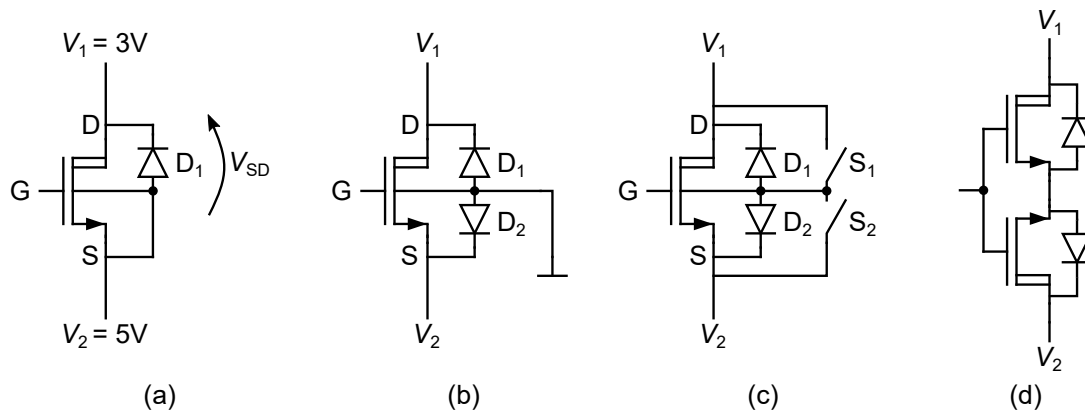 V1 = 3V
D
D1
VSD
G
S
V2 = 5V
(a)
V1
D
D1
G
D2
S
V2
(b)
V1
D
D1
S1
G
D2
S2
S
V2
(c)
V1
V2
(d)